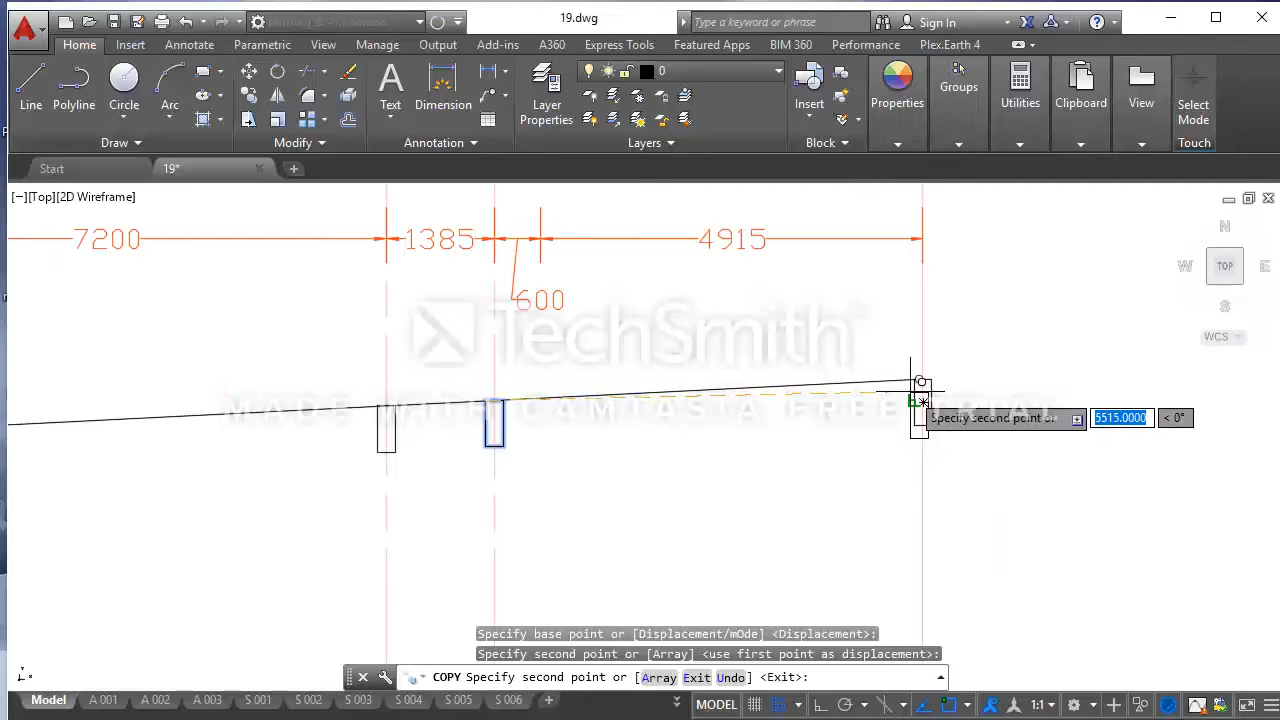 19.dwg
Type a keyword or phrase
Sign In
Home Insert Annotate Parametric View Manage Output Add-ins A360 Express Tools Featured Apps BIM 360 Performance Plex.Earth 4
Line Polyline Circle Arc
Text Dimension
Layer Properties
0
Insert
Properties Groups Utilities Clipboard View Select Mode
Draw Modify Annotation Layers Block Touch
Start 19*
[−][Top][2D Wireframe]
7200 1385 4915
600
N
W TOP E
S
WCS
TechSmith
MADE WITH CAMTASIA FREE TRIAL
Specify second point or 5515.0000 < 0°
Specify base point or [Displacement/mOde] <Displacement>:
Specify second point or [Array] <use first point as displacement>:
COPY Specify second point or [Array Exit Undo] <Exit>:
Model A 001 A 002 A 003 S 001 S 002 S 003 S 004 S 005 S 006
MODEL 1:1